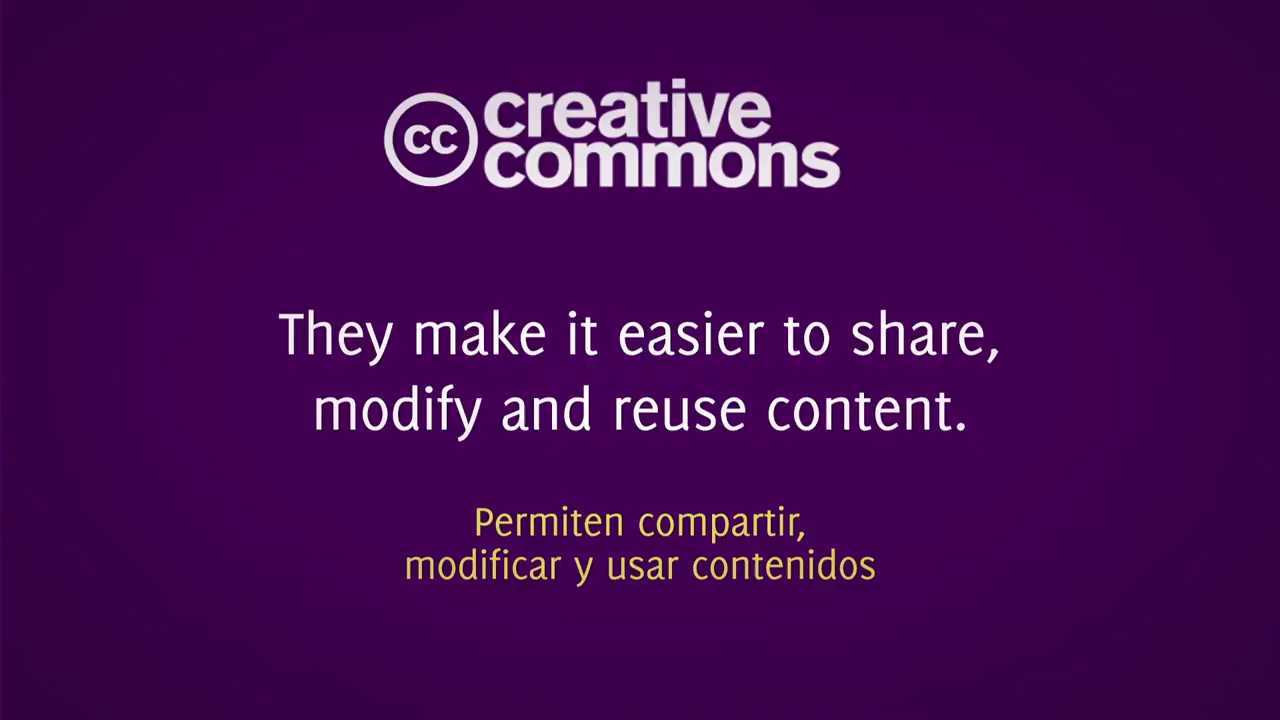 cc creative
commons
They make it easier to share,
modify and reuse content.
Permiten compartir,
modificar y usar contenidos